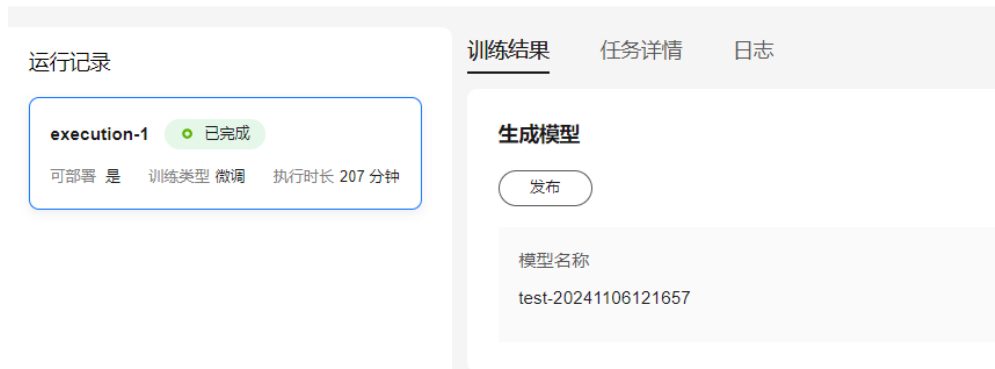 运行记录
execution-1 已完成
可部署 是 训练类型 微调 执行时长 207 分钟
训练结果 任务详情 日志
生成模型
发布
模型名称
test-20241106121657